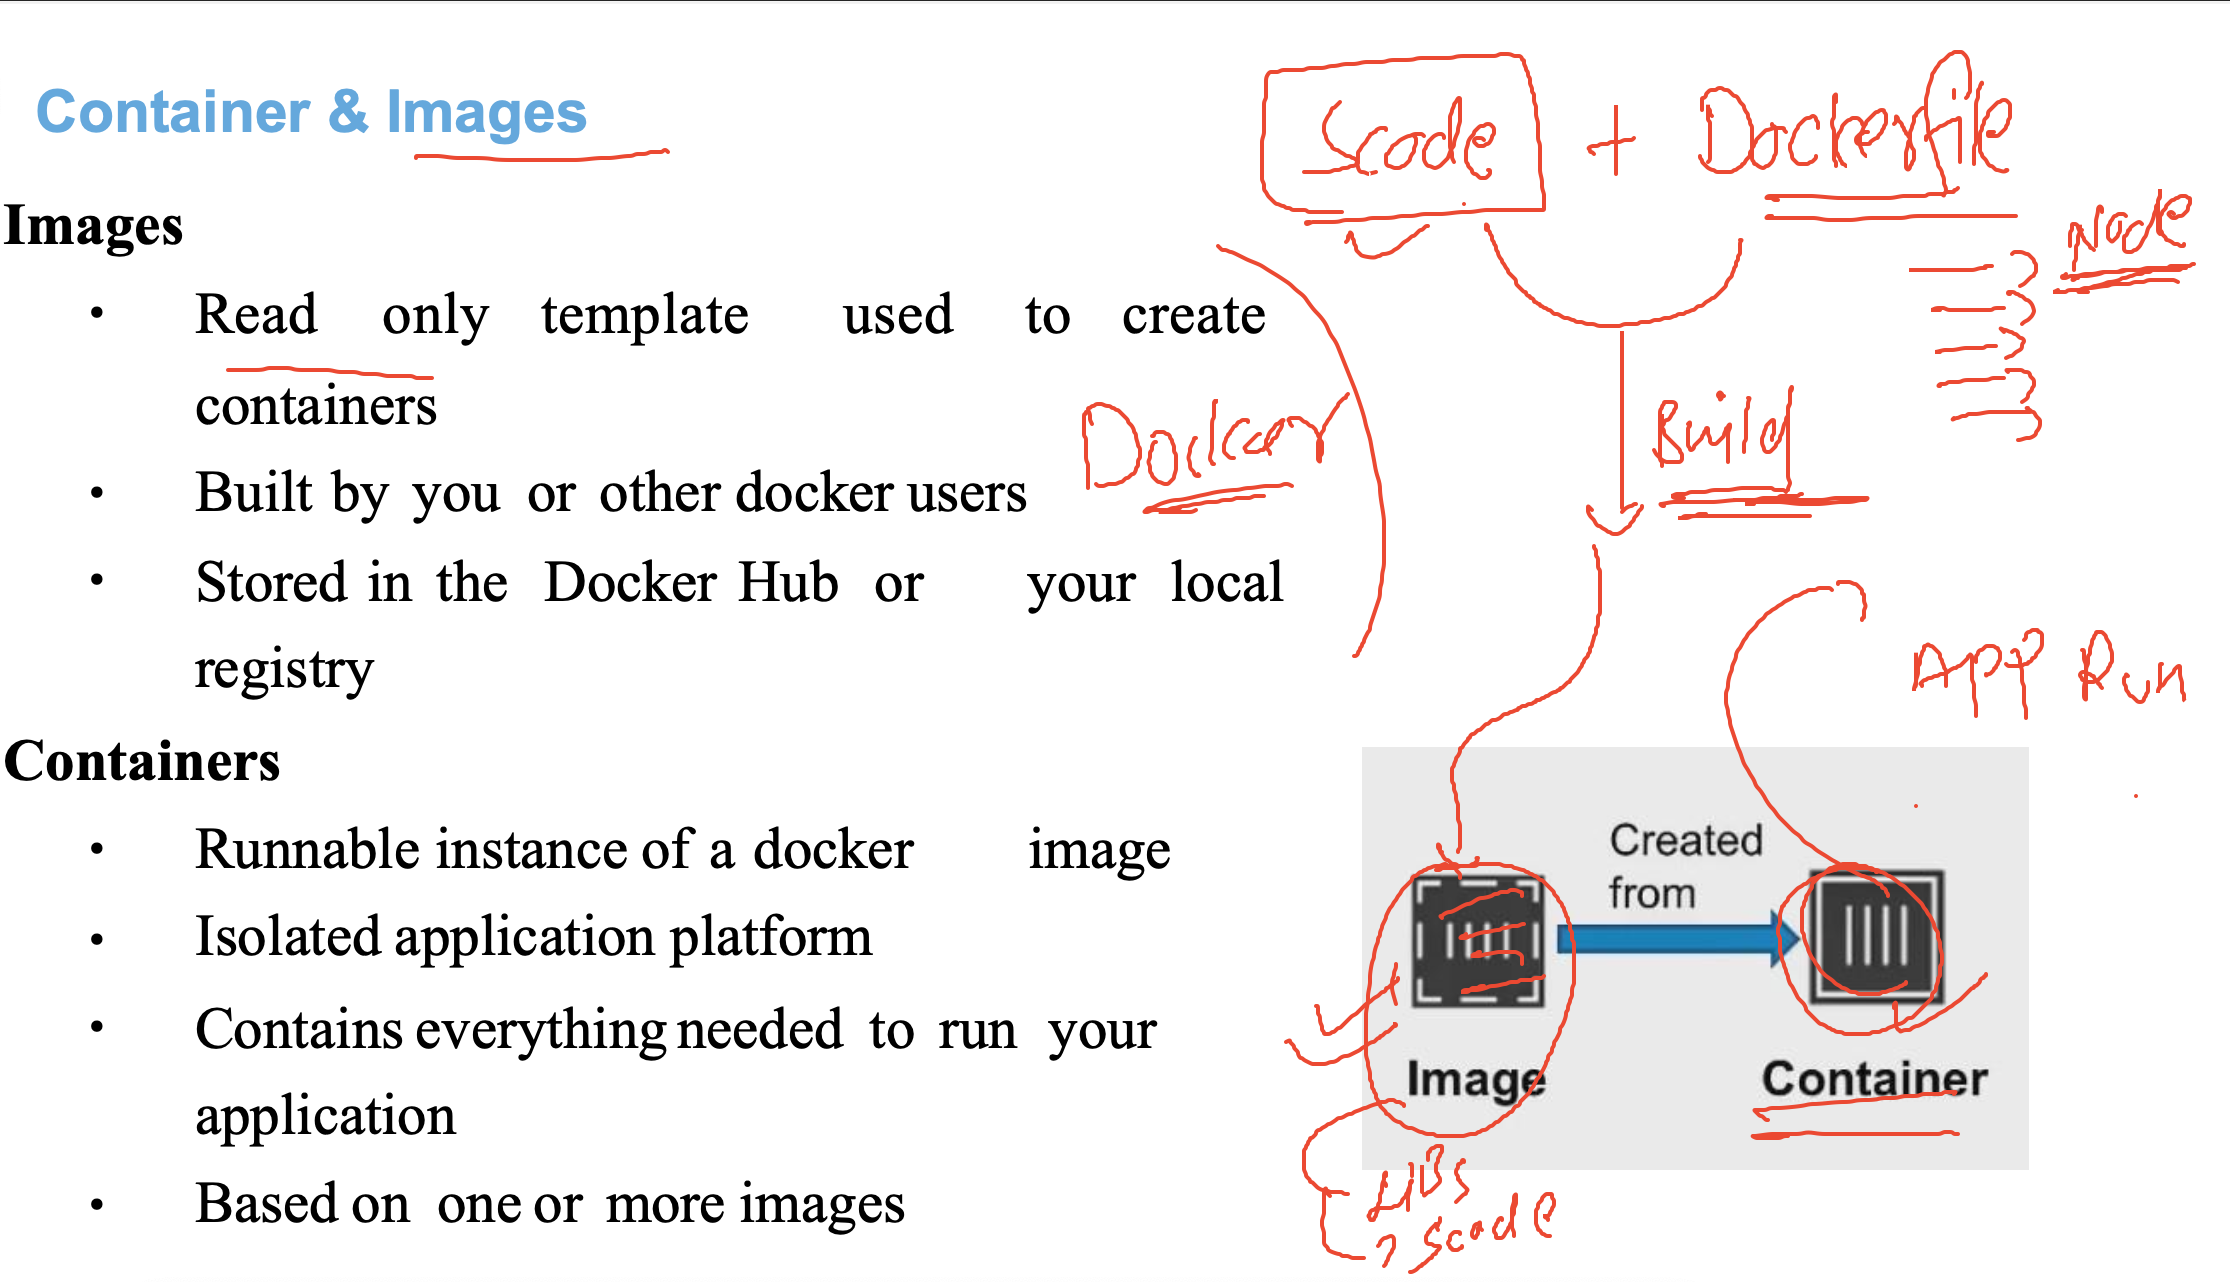 Container & Images
Images
• Read only template used to create
containers
• Built by you or other docker users
• Stored in the Docker Hub or your local
registry
Containers
• Runnable instance of a docker image
• Isolated application platform
• Contains everything needed to run your
application
• Based on one or more images
Scode + Dockerfile
Node
Docker
Build
App Run
Created
from
Image
Container
LIBS
Scode